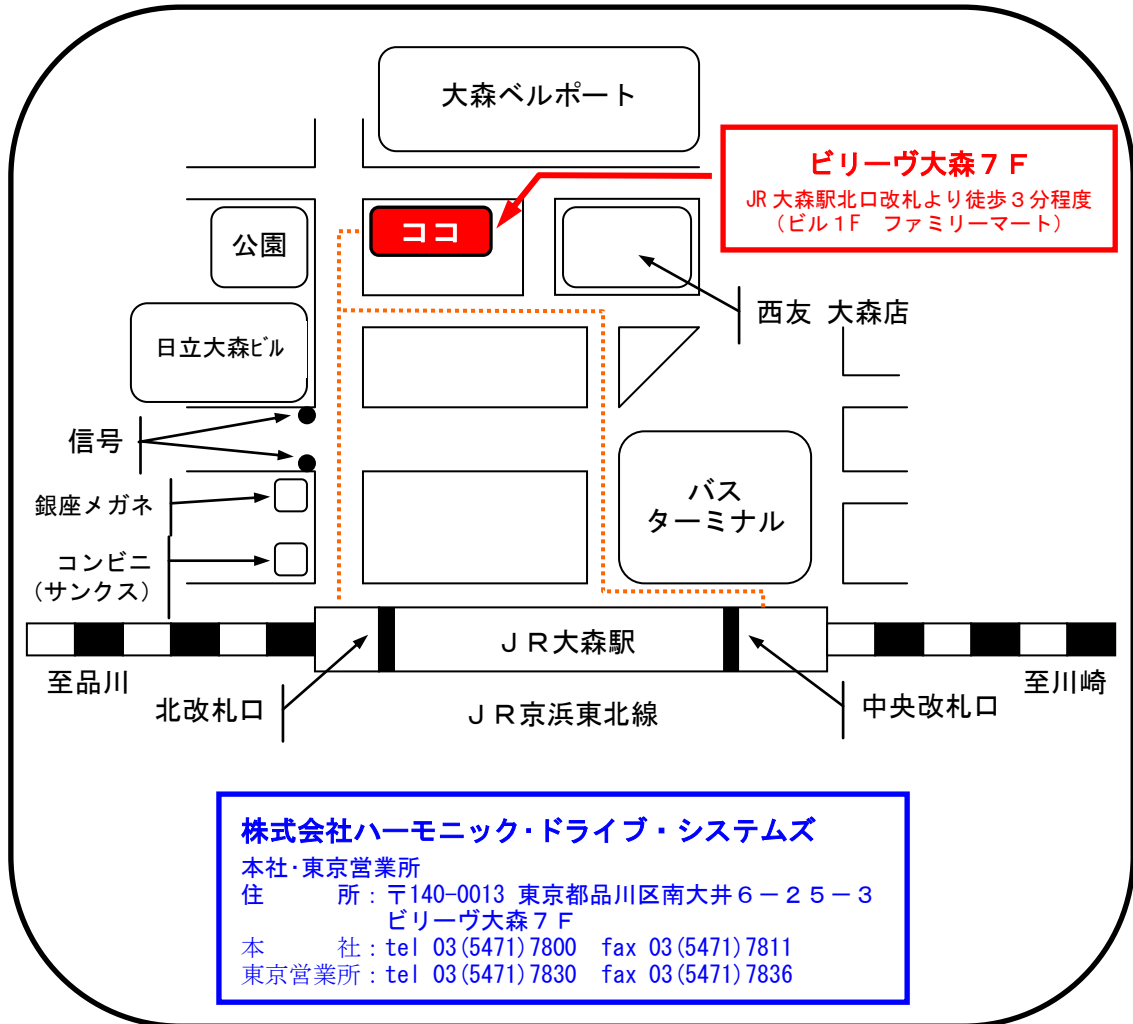 大森ベルポート
ビリーヴ大森７Ｆ
JR 大森駅北口改札より徒歩３分程度
（ビル１F　ファミリーマート）
公園
ココ
西友 大森店
日立大森ビル
信号
銀座メガネ
バス
ターミナル
コンビニ
(サンクス)
ＪＲ大森駅
至品川
至川崎
北改札口
ＪＲ京浜東北線
中央改札口
株式会社ハーモニック･ドライブ・システムズ
本社･東京営業所
住　　　所：〒140-0013 東京都品川区南大井６－２５－３
ビリーヴ大森７Ｆ
本　　　社：tel 03(5471)7800　fax 03(5471)7811
東京営業所：tel 03(5471)7830　fax 03(5471)7836